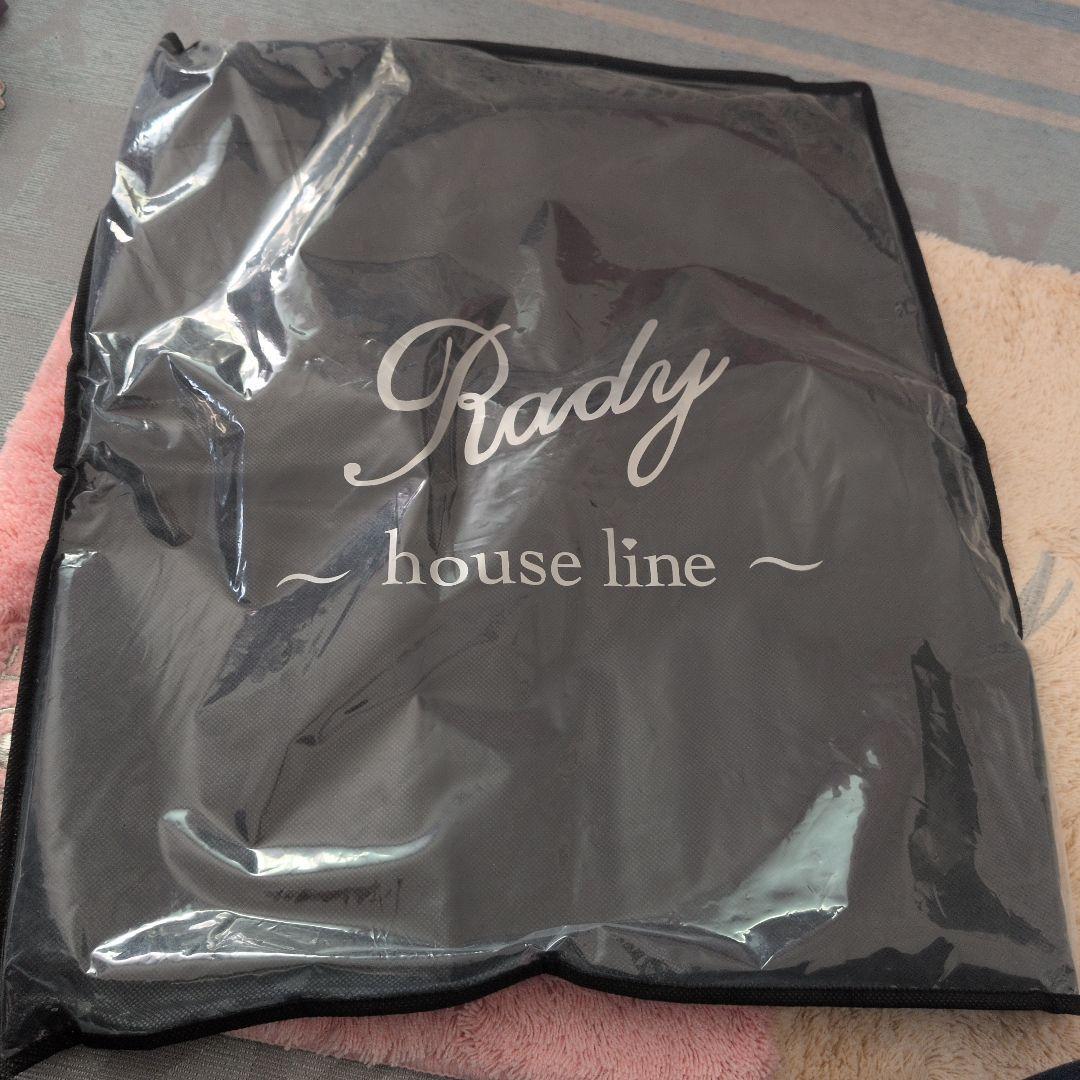 Rady
~ house line ~